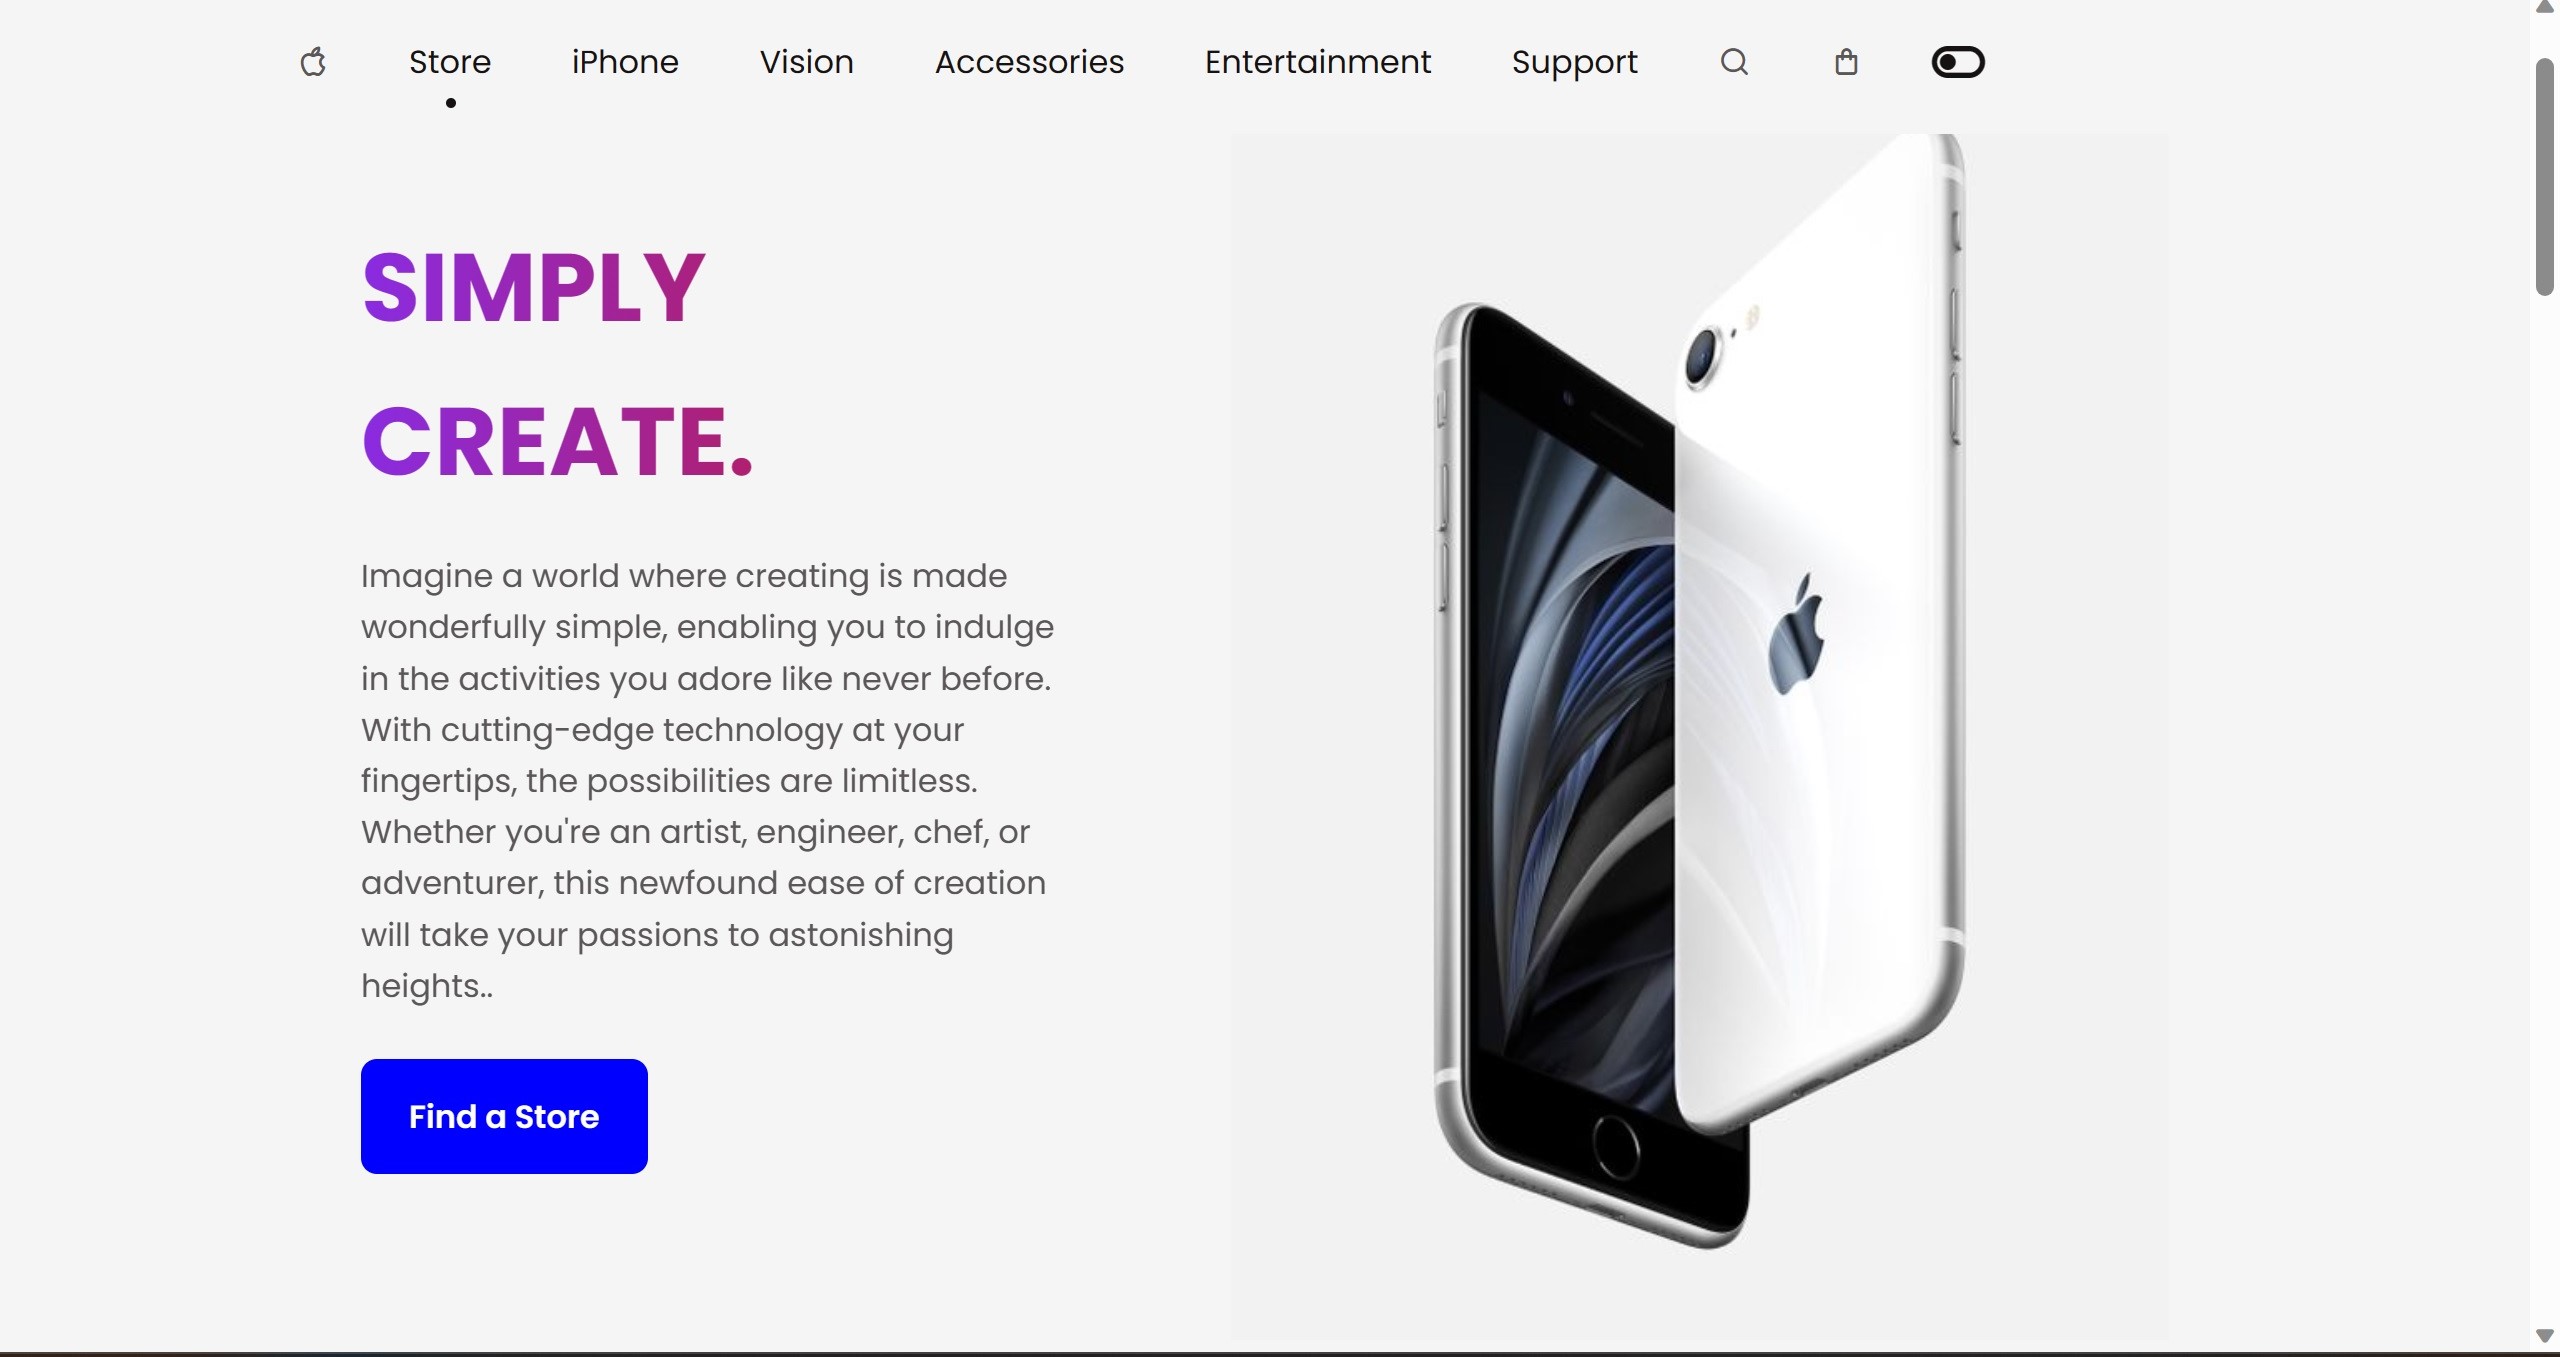 Store iPhone Vision Accessories Entertainment Support
SIMPLY
CREATE.
Imagine a world where creating is made
wonderfully simple, enabling you to indulge
in the activities you adore like never before.
With cutting-edge technology at your
fingertips, the possibilities are limitless.
Whether you're an artist, engineer, chef, or
adventurer, this newfound ease of creation
will take your passions to astonishing
heights..
Find a Store